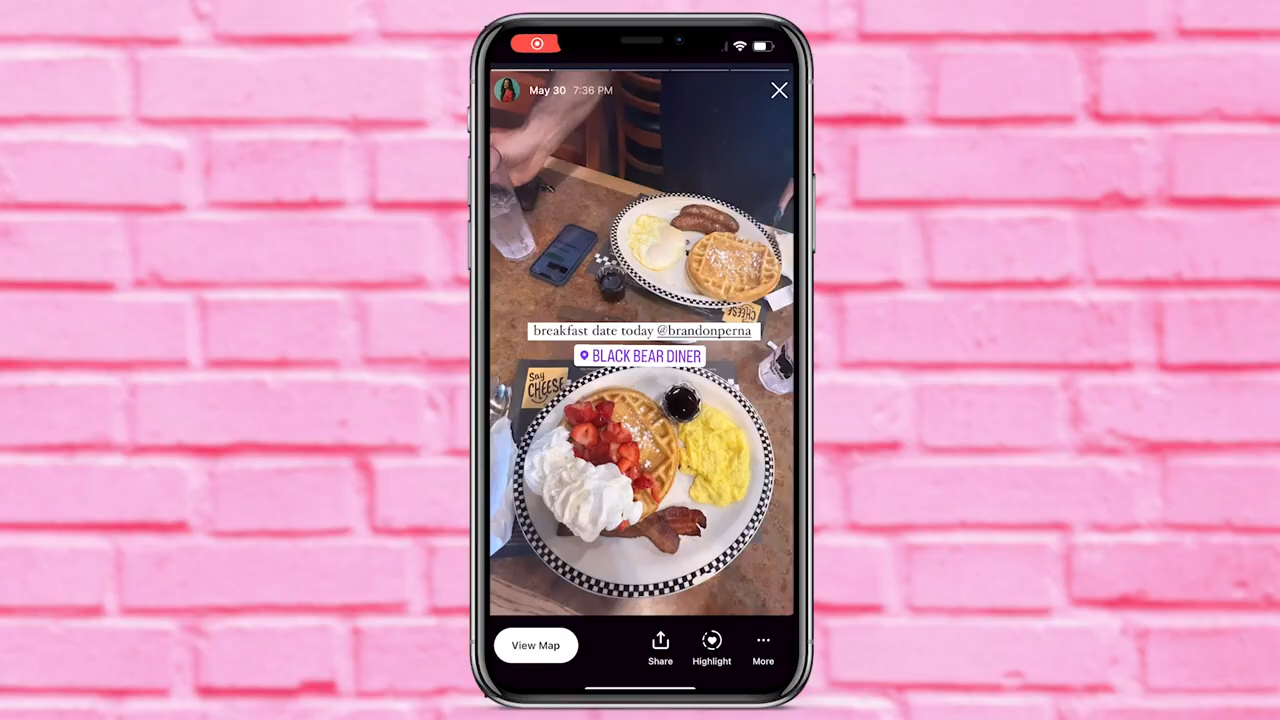 May 30 7:36 PM
CHEESE
breakfast date today @brandonperna
BLACK BEAR DINER
Say
CHEESE
View Map
Share
Highlight
More